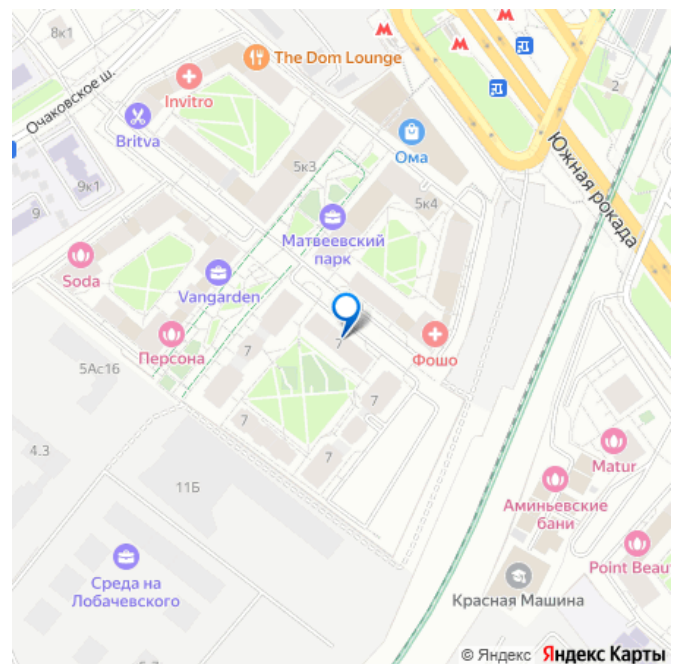 8к1
The Dom Lounge
Очаковское ш.
Invitro
2
Britva
Ома
Южная рокада
5к3
9к1
9
5к4
Матвеевский
парк
Soda
Vangarden
Персона
7
7
Фошо
5Ас16
7
7
7
4.3
11Б
Matur
Аминьевские
бани
Point Beau
Среда на
Лобачевского
Красная Машина
© Яндекс Яндекс Карты